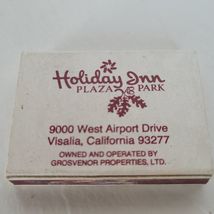 Holiday Inn
PLAZA PARK
9000 West Airport Drive
Visalia, California 93277
OWNED AND OPERATED BY
GROSVENOR PROPERTIES, LTD.